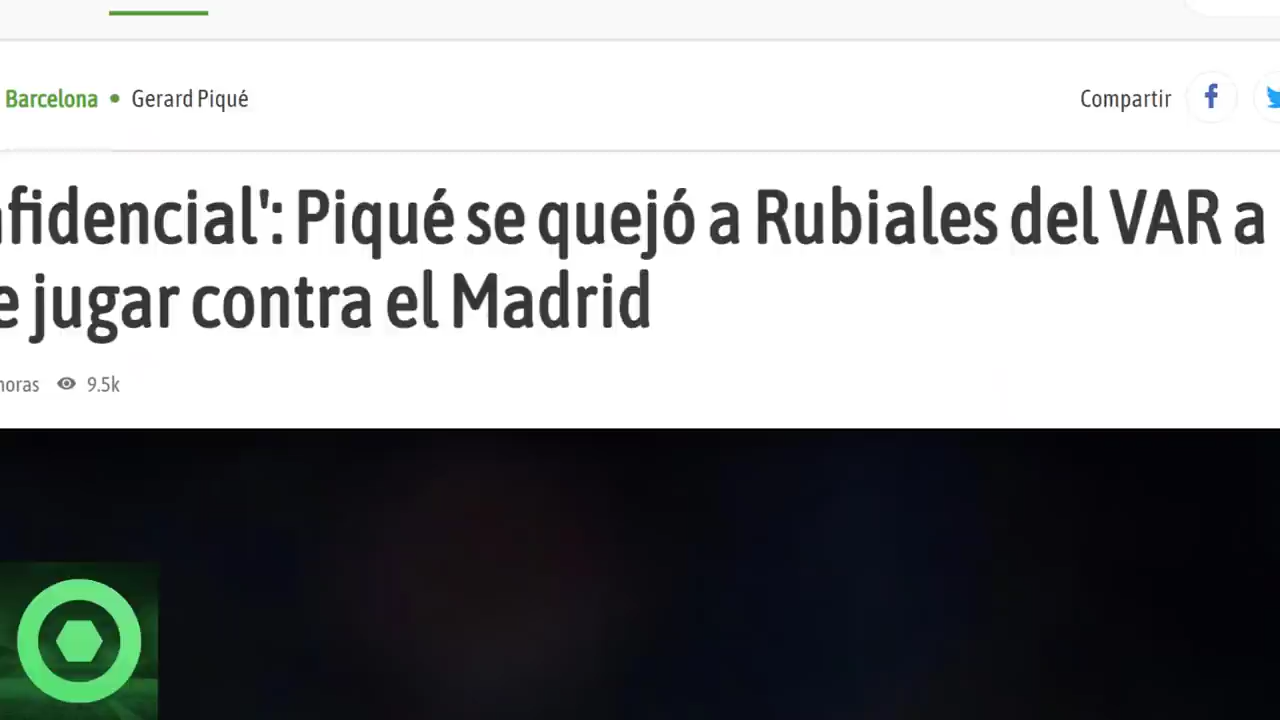 Barcelona • Gerard Piqué
Compartir
nfidencial': Piqué se quejó a Rubiales del VAR a
e jugar contra el Madrid
horas 9.5k